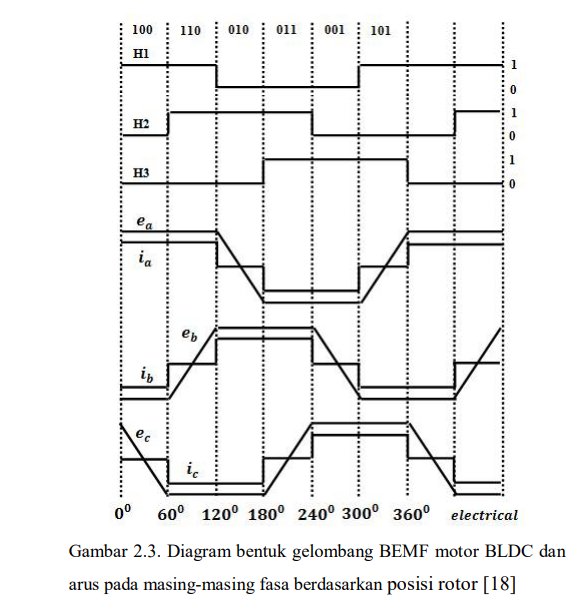 100 110 010 011 001 101
H1
1
0
H2
1
0
H3
1
0
eₐ
iₐ
e_b
i_b
e_c
i_c
0⁰ 60⁰ 120⁰ 180⁰ 240⁰ 300⁰ 360⁰ electrical
Gambar 2.3. Diagram bentuk gelombang BEMF motor BLDC dan
arus pada masing-masing fasa berdasarkan posisi rotor [18]